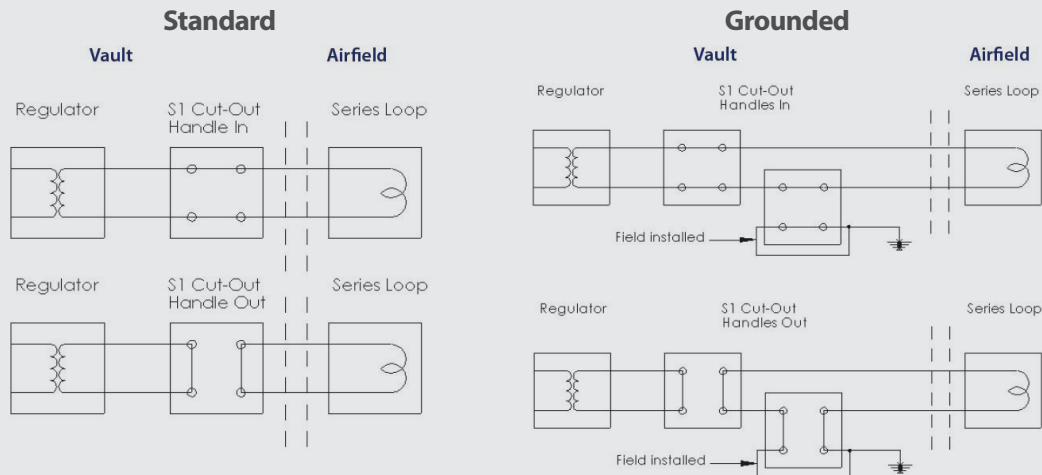 Standard
Vault
Airfield
Regulator
S1 Cut-Out
Handle In
Series Loop
Regulator
S1 Cut-Out
Handle Out
Series Loop
Grounded
Vault
Airfield
Regulator
S1 Cut-Out
Handles In
Series Loop
Field installed
Regulator
S1 Cut-Out
Handles Out
Series Loop
Field installed